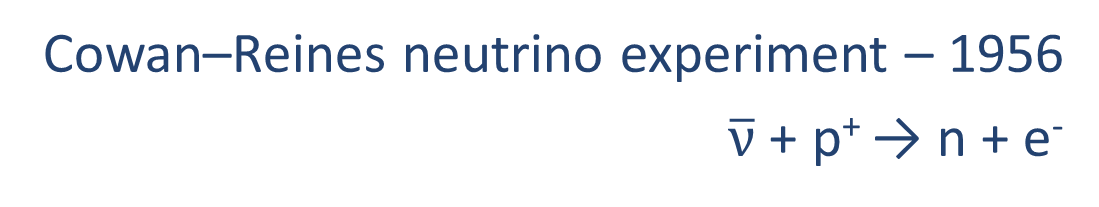 Cowan–Reines neutrino experiment – 1956
ν̅ + p⁺ → n + e⁻